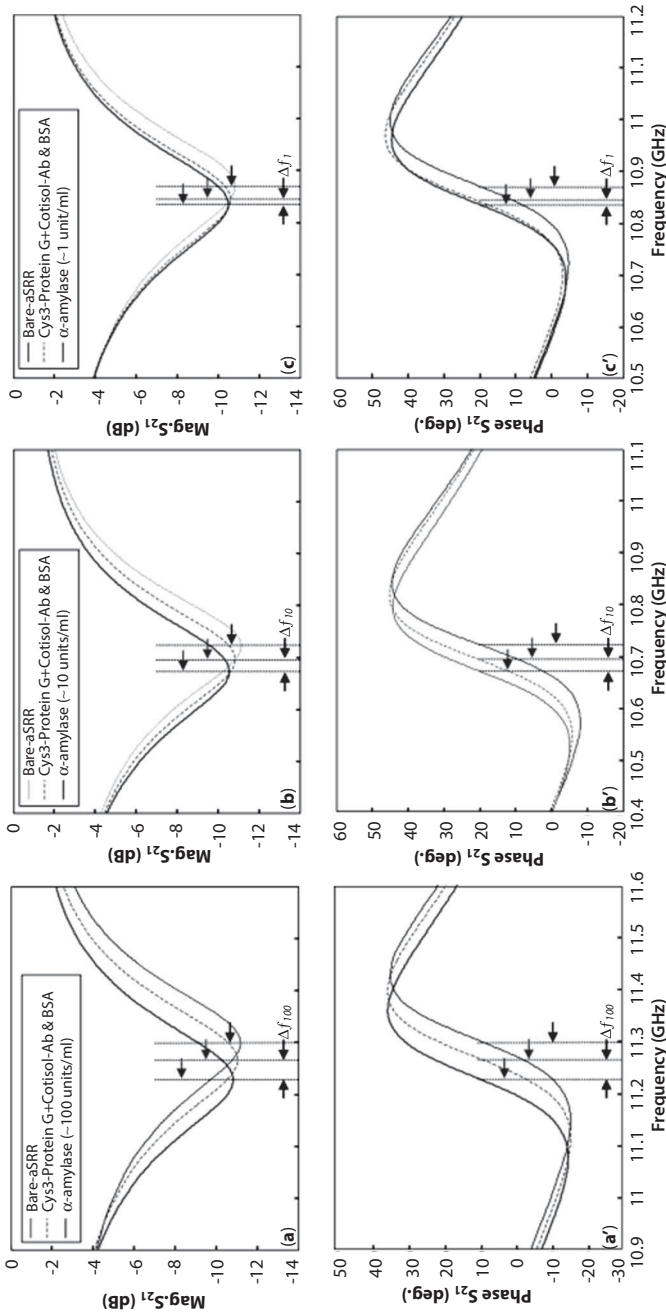 Bare-aSRR
Cys3-Protein G+Cotisol-Ab & BSA
α-amylase (~100 units/ml)
0
-2
-4
-6
-8
-10
-12
-14
Mag.S21 (dB)
(a)
Δf100
50
40
30
20
10
0
-10
-20
-30
Phase S21 (deg.)
(a')
Δf100
10.9 11 11.1 11.2 11.3 11.4 11.5 11.6
Frequency (GHz)
Bare-aSRR
Cys3-Protein G+Cotisol-Ab & BSA
α-amylase (~10 units/ml)
0
-2
-4
-6
-8
-10
-12
-14
Mag.S21 (dB)
(b)
Δf10
60
50
40
30
20
10
0
-10
-20
Phase S21 (deg.)
(b')
Δf10
10.4 10.5 10.6 10.7 10.8 10.9 11 11.1
Frequency (GHz)
Bare-aSRR
Cys3-Protein G+Cotisol-Ab & BSA
α-amylase (~1 unit/ml)
0
-2
-4
-6
-8
-10
-12
-14
Mag.S21 (dB)
(c)
Δf1
60
50
40
30
20
10
0
-10
-20
Phase S21 (deg.)
(c')
Δf1
10.5 10.6 10.7 10.8 10.9 11 11.1 11.2
Frequency (GHz)